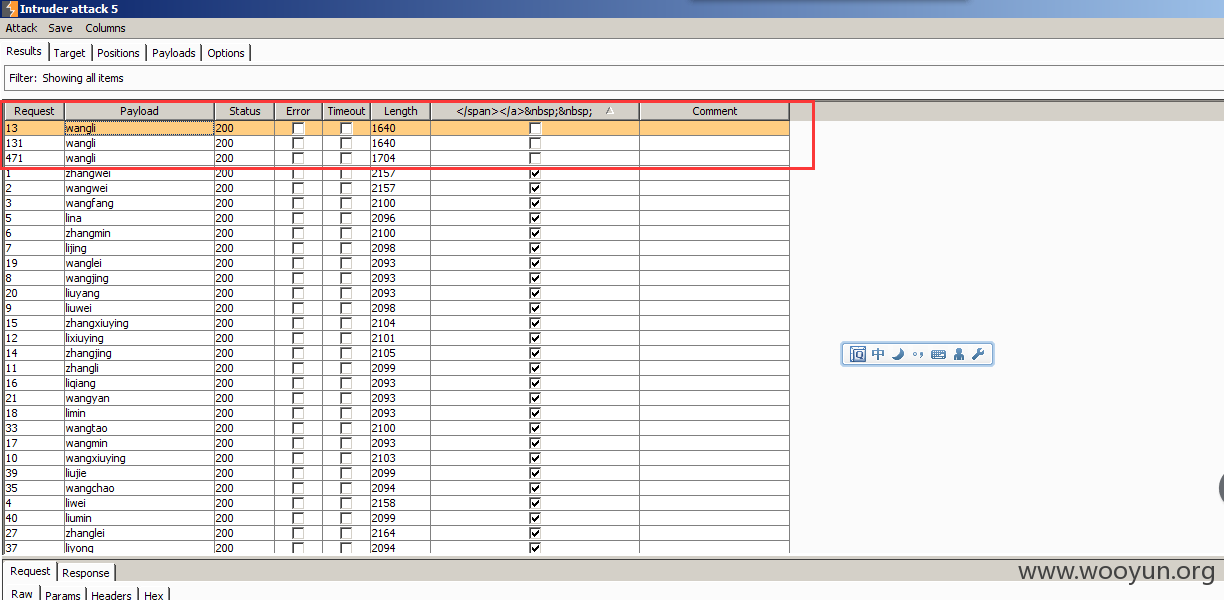 Intruder attack 5
Attack Save Columns
Results Target Positions Payloads Options
Filter: Showing all items
Request Payload Status Error Timeout Length </span></a>&nbsp;&nbsp; Comment
13 wangli 200 1640
131 wangli 200 1640
471 wangli 200 1704
1 zhangwei 200 2157
2 wangwei 200 2157
3 wangfang 200 2100
5 lina 200 2096
6 zhangmin 200 2100
7 lijing 200 2098
19 wanglei 200 2093
8 wangjing 200 2093
20 liuyang 200 2093
9 liuwei 200 2098
15 zhangxiuying 200 2104
12 lixiuying 200 2101
14 zhangjing 200 2105
11 zhangli 200 2099
16 liqiang 200 2093
21 wangyan 200 2093
18 limin 200 2093
33 wangtao 200 2100
17 wangmin 200 2093
10 wangxiuying 200 2103
39 liujie 200 2099
35 wangchao 200 2094
4 liwei 200 2158
40 liumin 200 2099
27 zhanglei 200 2164
37 liyong 200 2094
中
Request Response
Raw Params Headers Hex
www.wooyun.org